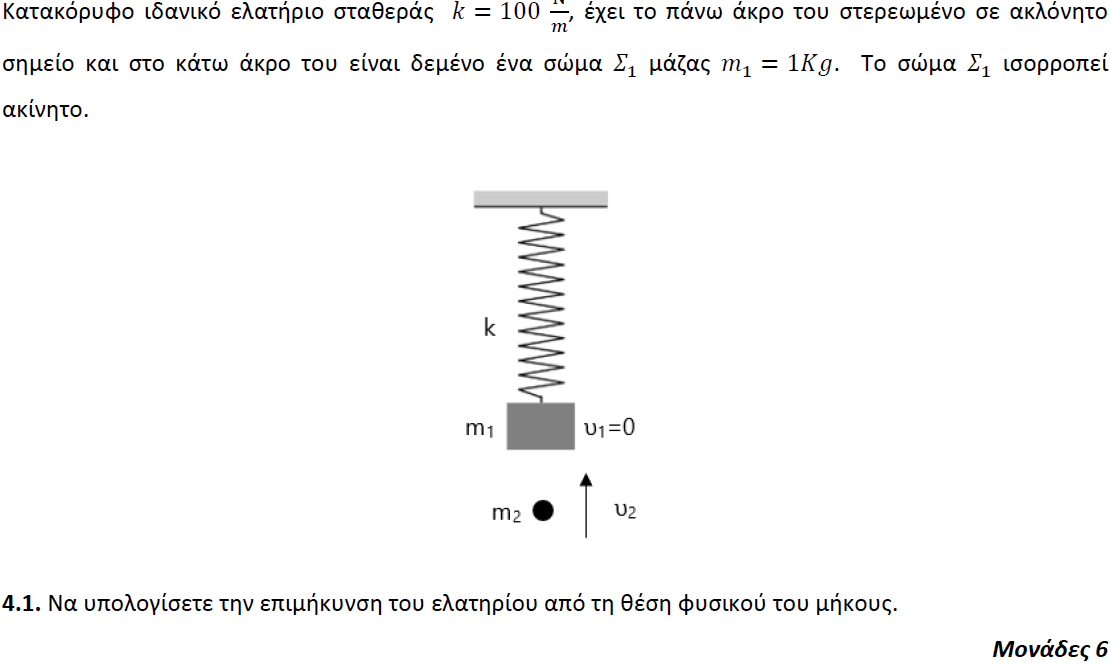 Κατακόρυφο ιδανικό ελατήριο σταθεράς k = 100 N/m, έχει το πάνω άκρο του στερεωμένο σε ακλόνητο
σημείο και στο κάτω άκρο του είναι δεμένο ένα σώμα Σ₁ μάζας m₁ = 1Kg. Το σώμα Σ₁ ισορροπεί
ακίνητο.
k
m₁ υ₁=0
m₂ υ₂
4.1. Να υπολογίσετε την επιμήκυνση του ελατηρίου από τη θέση φυσικού του μήκους.
Μονάδες 6